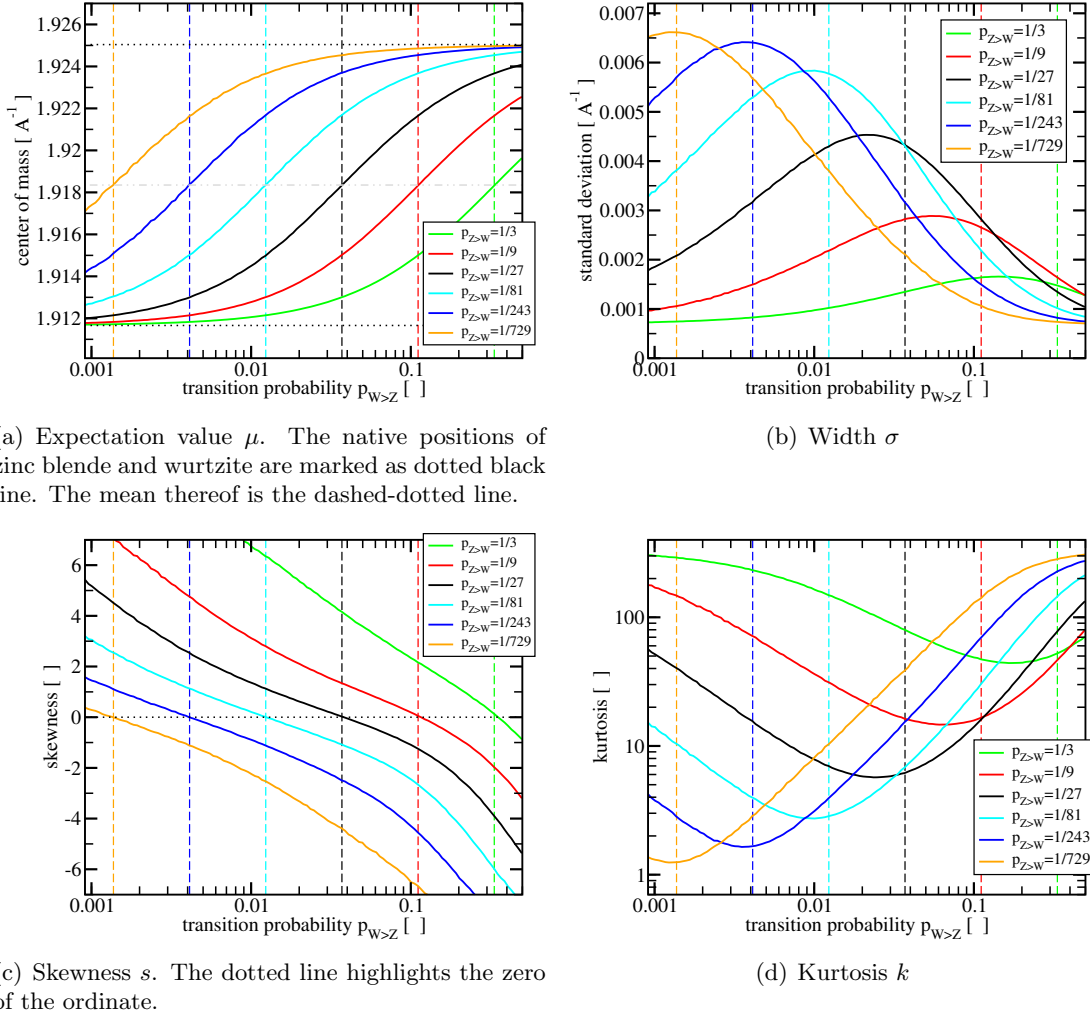 1.926
1.924
1.922
1.92
1.918
1.916
1.914
1.912
center of mass [ A^-1 ]
p_Z>W=1/3
p_Z>W=1/9
p_Z>W=1/27
p_Z>W=1/81
p_Z>W=1/243
p_Z>W=1/729
0.001 0.01 0.1
transition probability p_W>Z [ ]
(a) Expectation value μ. The native positions of
zinc blende and wurtzite are marked as dotted black
line. The mean thereof is the dashed-dotted line.
0.007
0.006
0.005
0.004
0.003
0.002
0.001
0
standard deviation [ A^-1 ]
p_Z>W=1/3
p_Z>W=1/9
p_Z>W=1/27
p_Z>W=1/81
p_Z>W=1/243
p_Z>W=1/729
0.001 0.01 0.1
transition probability p_W>Z [ ]
(b) Width σ
6
4
2
0
-2
-4
-6
skewness [ ]
p_Z>W=1/3
p_Z>W=1/9
p_Z>W=1/27
p_Z>W=1/81
p_Z>W=1/243
p_Z>W=1/729
0.001 0.01 0.1
transition probability p_W>Z [ ]
(c) Skewness s. The dotted line highlights the zero
of the ordinate.
100
10
1
kurtosis [ ]
p_Z>W=1/3
p_Z>W=1/9
p_Z>W=1/27
p_Z>W=1/81
p_Z>W=1/243
p_Z>W=1/729
0.001 0.01 0.1
transition probability p_W>Z [ ]
(d) Kurtosis k